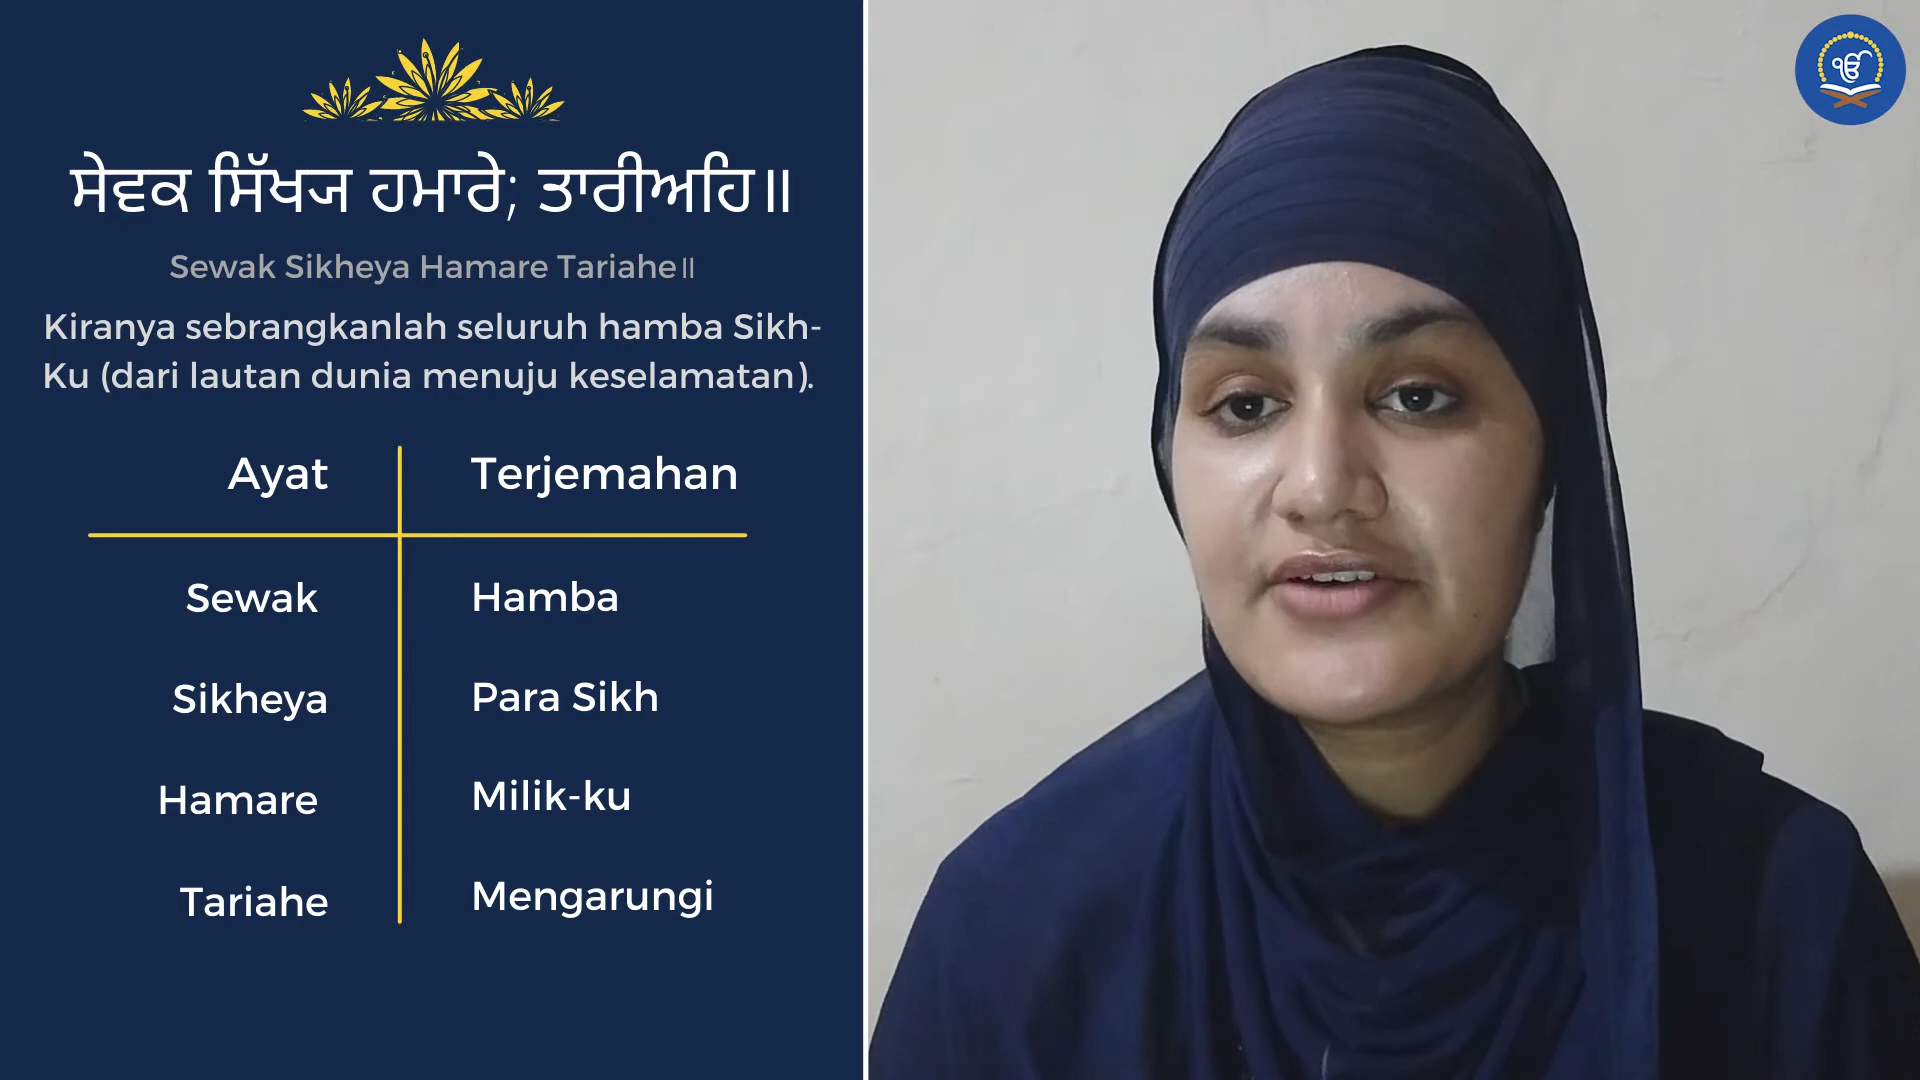 ਸੇਵਕ ਸਿੱਖ੍ਯ ਹਮਾਰੇ; ਤਾਰੀਅਹਿ॥
Sewak Sikheya Hamare Tariahe॥
Kiranya sebrangkanlah seluruh hamba Sikh-
Ku (dari lautan dunia menuju keselamatan).
Ayat Terjemahan
Sewak Hamba
Sikheya Para Sikh
Hamare Milik-ku
Tariahe Mengarungi
ੴ